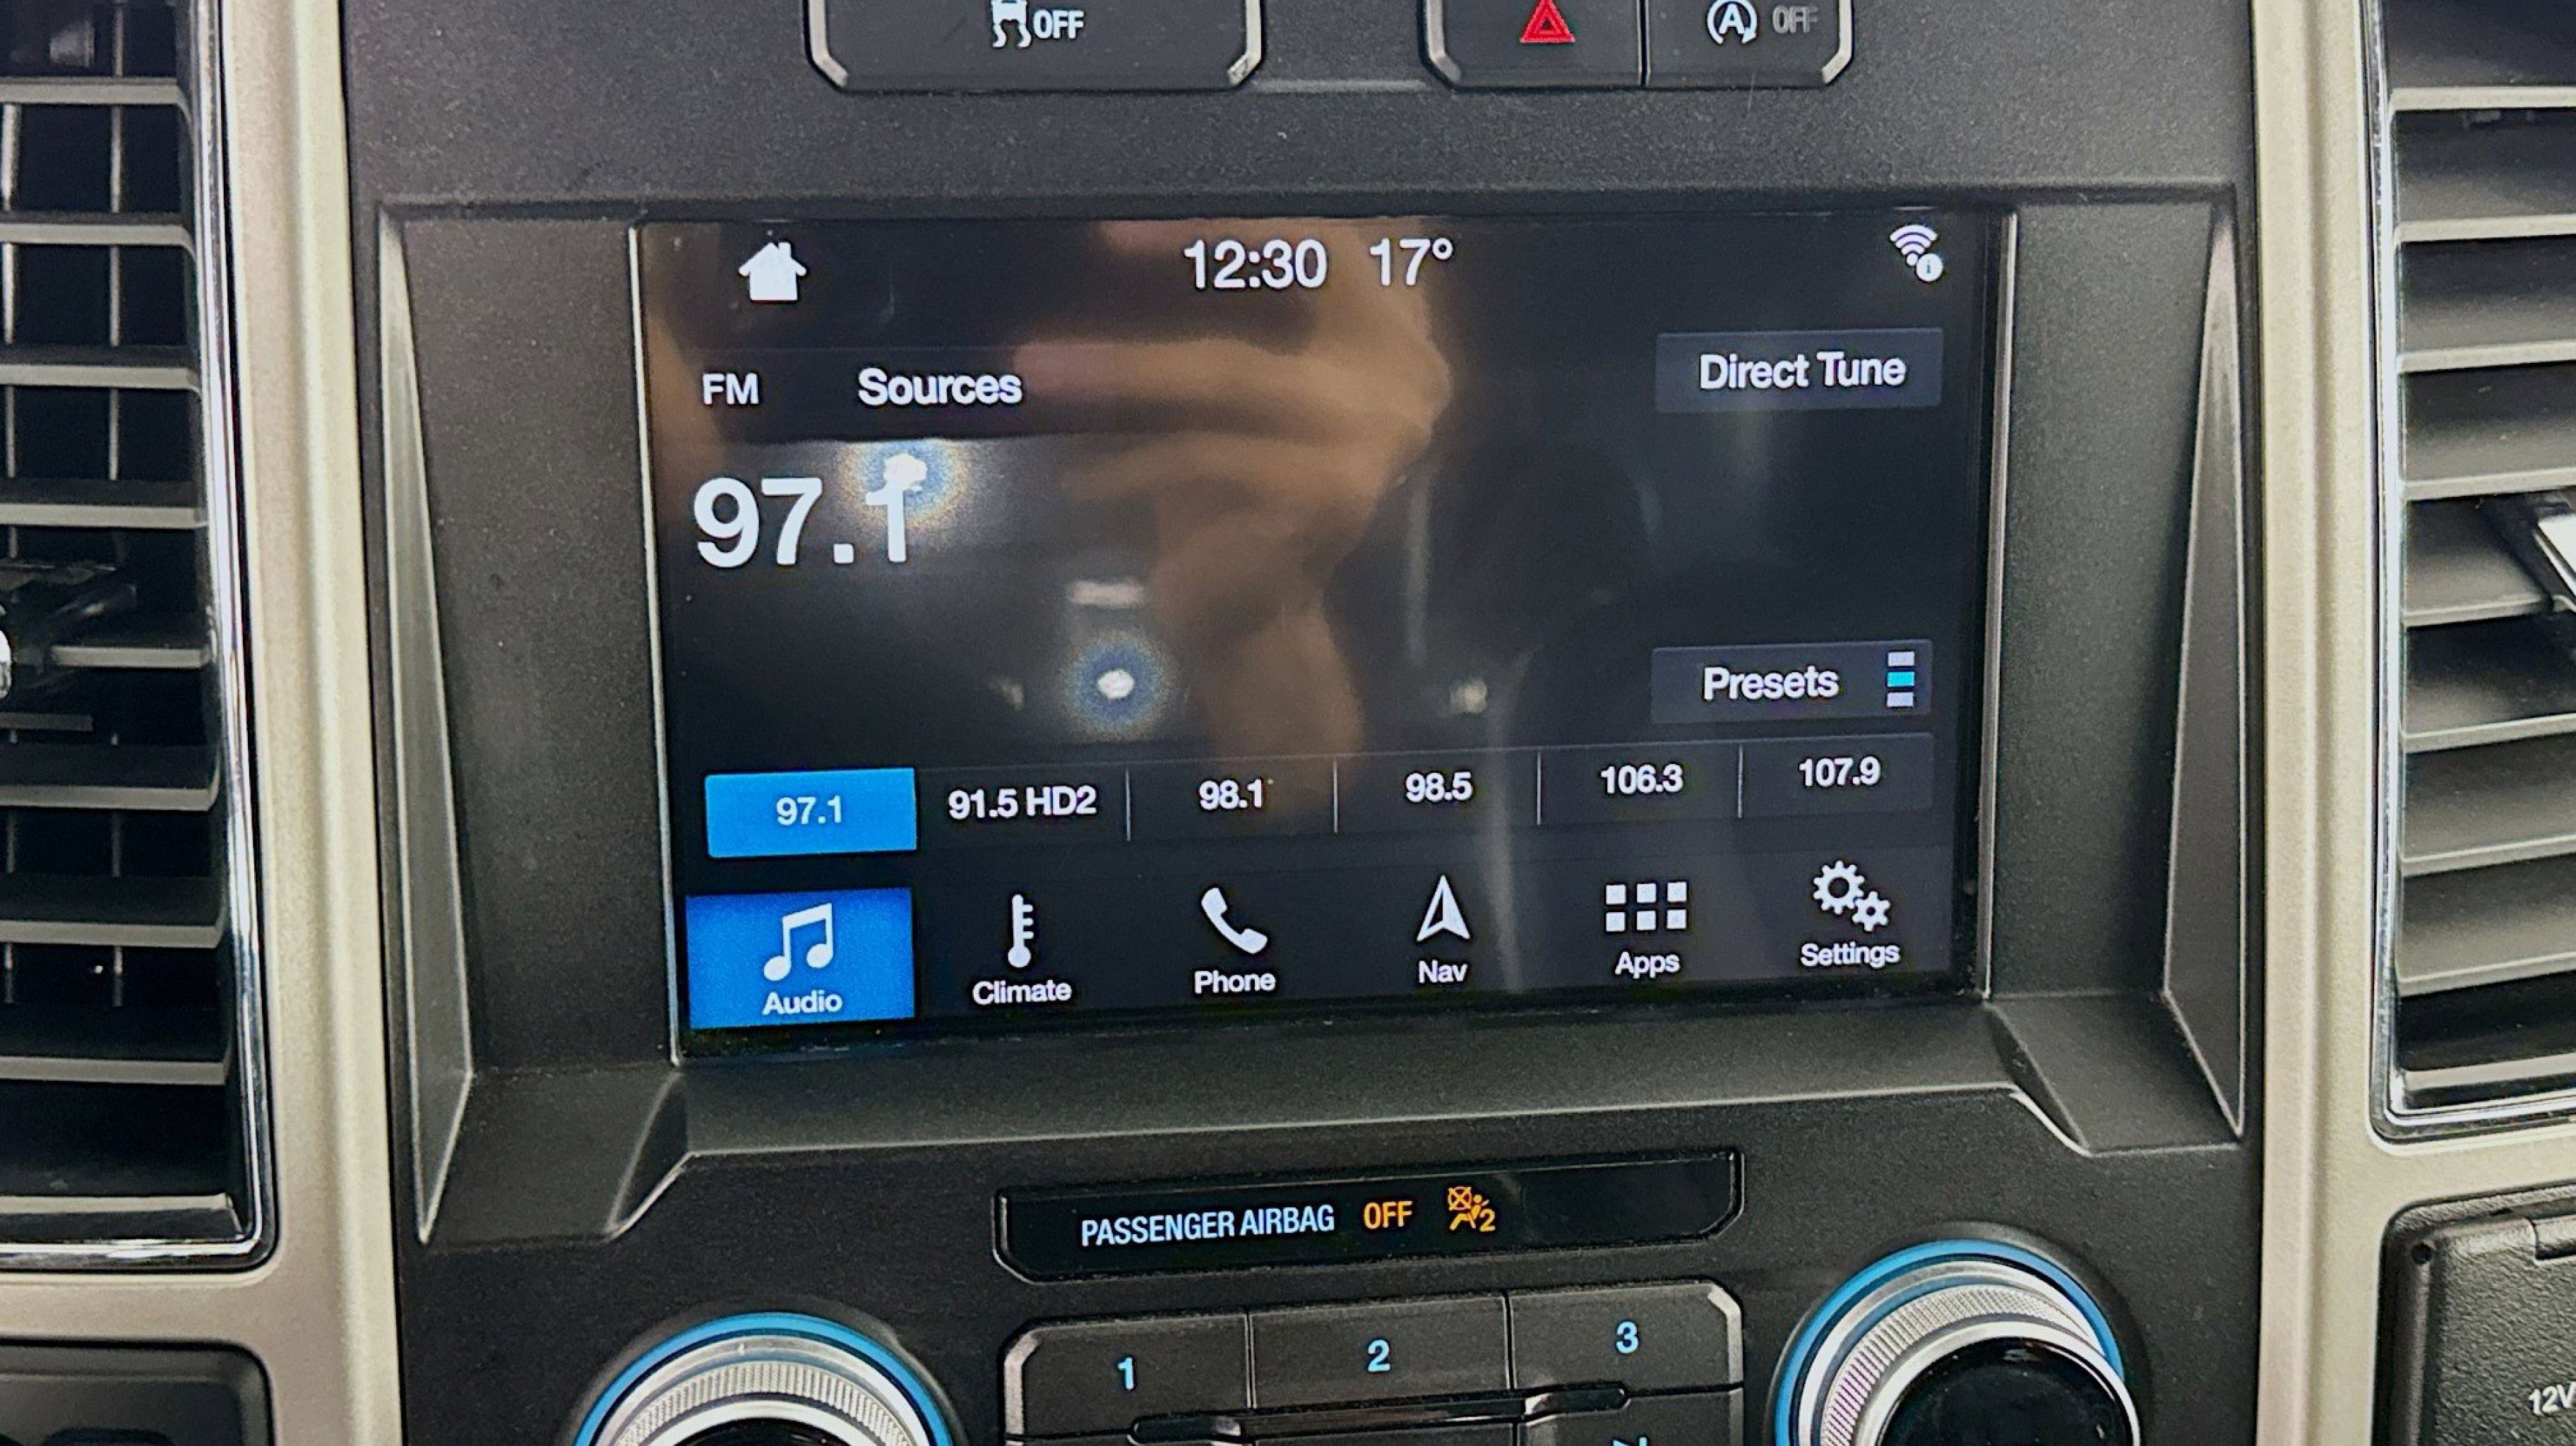 OFF
A OFF
12:30 17°
FM Sources Direct Tune
97.1
Presets
97.1 91.5 HD2 98.1 98.5 106.3 107.9
Audio Climate Phone Nav Apps Settings
PASSENGER AIRBAG OFF 2
1 2 3
12V